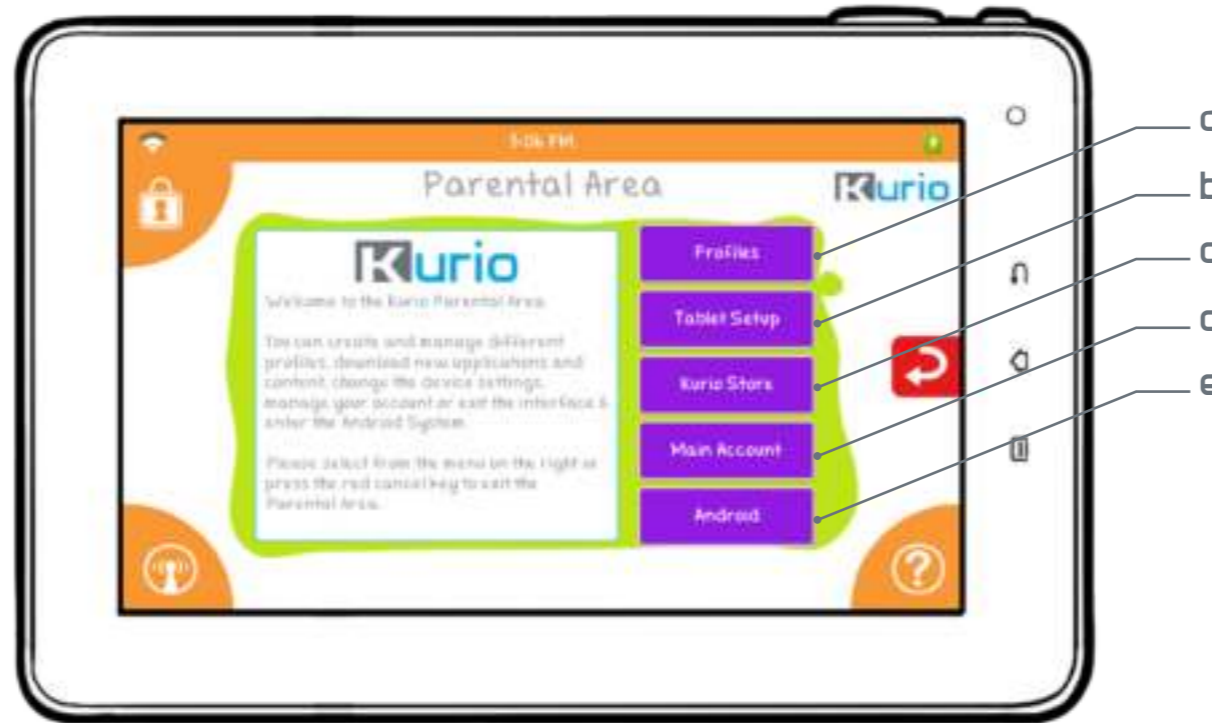 5:06 PM
Parental Area
Kurio
Kurio
Welcome to the Kurio Parental Area.
You can create and manage different
profiles, download new applications and
content, change the device settings,
manage your account or exit the interface &
enter the Android System.
Please select from the menu on the right or
press the red cancel key to exit the
Parental Area.
Profiles
Tablet Setup
Kurio Store
Main Account
Android
b
e